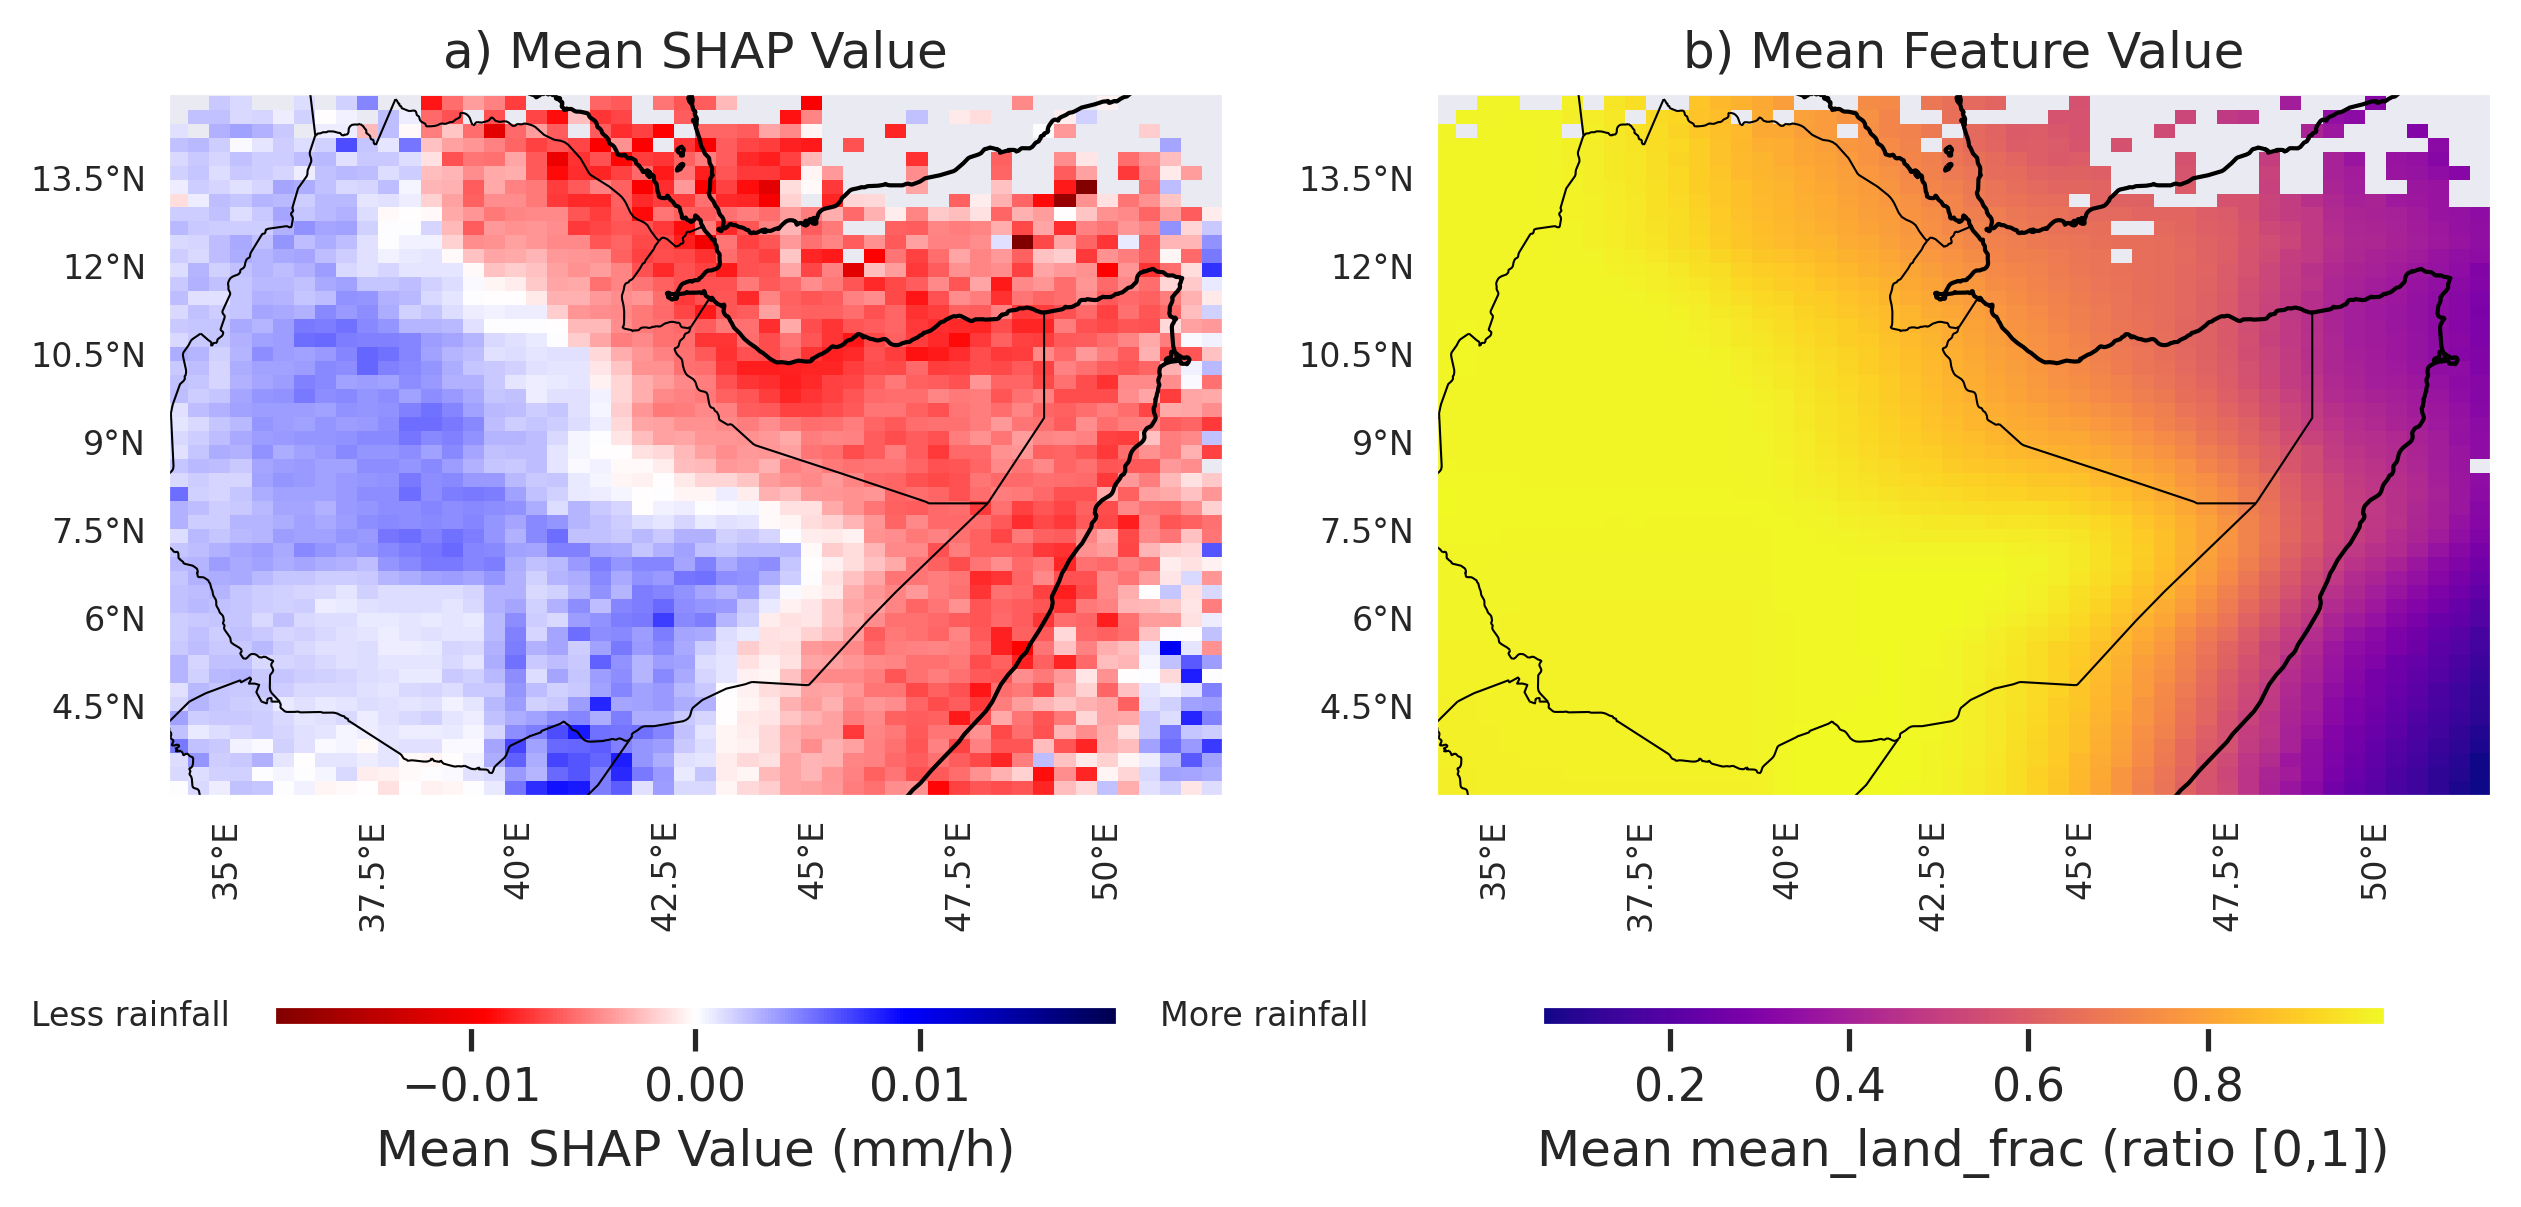 a) Mean SHAP Value
b) Mean Feature Value
13.5°N
12°N
10.5°N
9°N
7.5°N
6°N
4.5°N
35°E
37.5°E
40°E
42.5°E
45°E
47.5°E
50°E
13.5°N
12°N
10.5°N
9°N
7.5°N
6°N
4.5°N
35°E
37.5°E
40°E
42.5°E
45°E
47.5°E
50°E
Less rainfall
More rainfall
−0.01
0.00
0.01
Mean SHAP Value (mm/h)
0.2
0.4
0.6
0.8
Mean mean_land_frac (ratio [0,1])